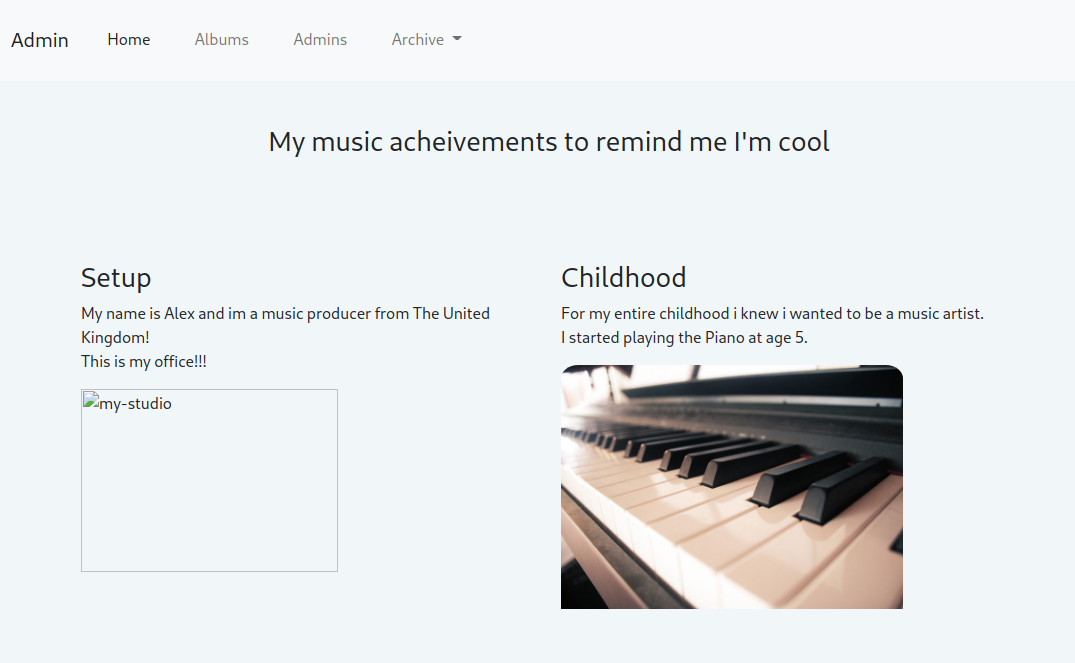 Admin Home Albums Admins Archive
My music acheivements to remind me I'm cool
Setup
My name is Alex and im a music producer from The United
Kingdom!
This is my office!!!
my-studio
Childhood
For my entire childhood i knew i wanted to be a music artist.
I started playing the Piano at age 5.